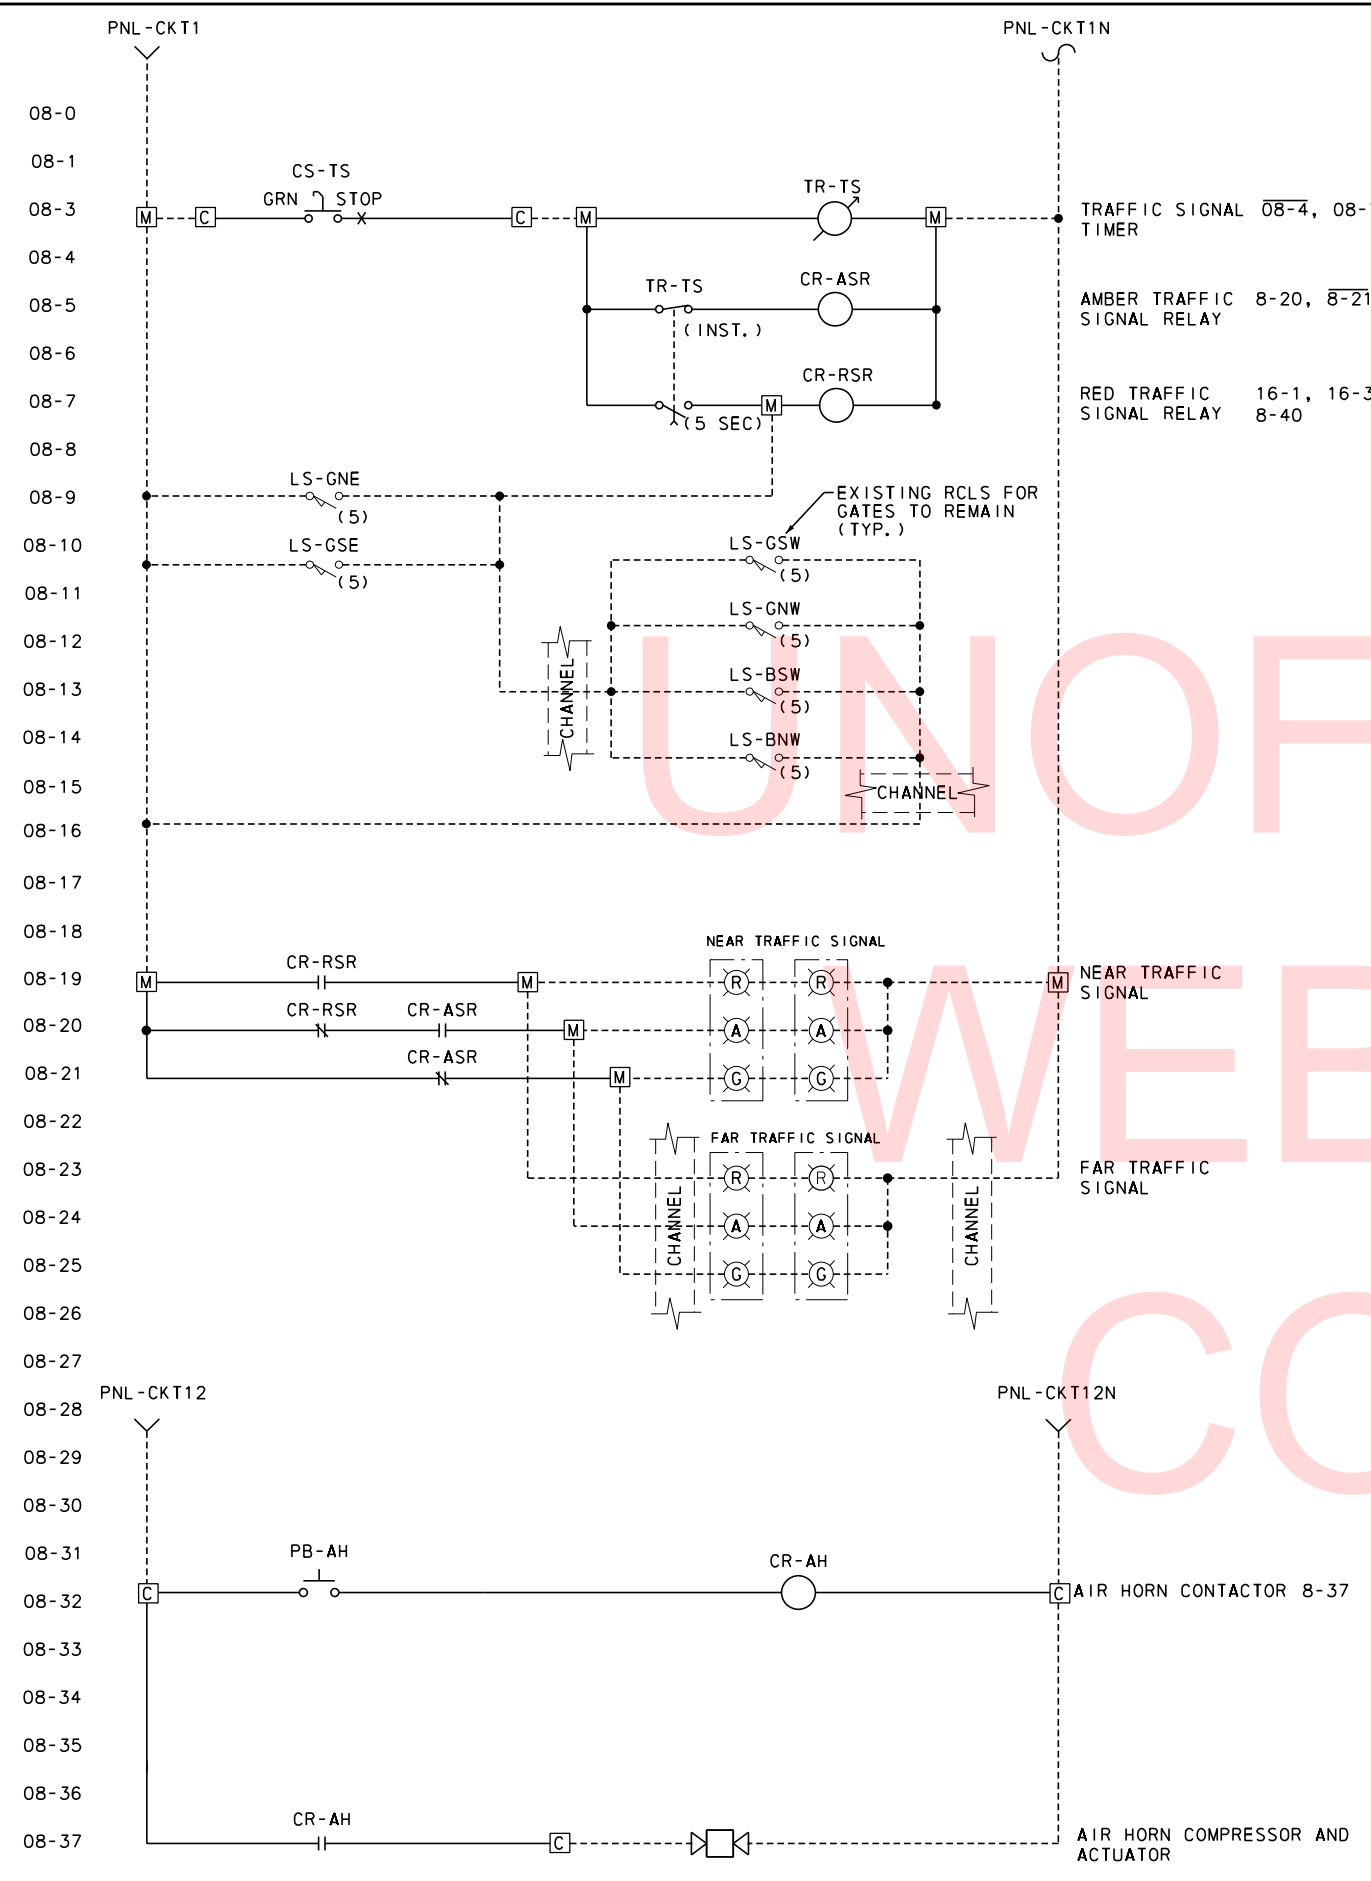 PNL-CKT1 PNL-CKT1N
08-0
08-1
CS-TS
GRN STOP TR-TS
08-3 M C C M M TRAFFIC SIGNAL 08-4, 08-
TIMER
08-4
TR-TS CR-ASR
08-5 AMBER TRAFFIC 8-20, 8-21
(INST.) SIGNAL RELAY
08-6
CR-RSR
08-7 M RED TRAFFIC 16-1, 16-3
(5 SEC) SIGNAL RELAY 8-40
08-8
LS-GNE
08-9 EXISTING RCLS FOR
(5) GATES TO REMAIN
(TYP.)
08-10 LS-GSE LS-GSW
(5) (5)
08-11
LS-GNW
08-12 (5)
CHANNEL
LS-BSW
08-13 (5)
08-14 LS-BNW
(5)
08-15 CHANNEL
08-16
08-17
08-18
NEAR TRAFFIC SIGNAL
CR-RSR
08-19 M M R R M NEAR TRAFFIC
SIGNAL
CR-RSR CR-ASR
08-20 M A A
CR-ASR
08-21 M G G
08-22
FAR TRAFFIC SIGNAL
08-23 R R FAR TRAFFIC
SIGNAL
CHANNEL CHANNEL
08-24 A A
08-25 G G
08-26
08-27
PNL-CKT12 PNL-CKT12N
08-28
08-29
08-30
08-31 PB-AH CR-AH
08-32 C C AIR HORN CONTACTOR 8-37
08-33
08-34
08-35
08-36
CR-AH
08-37 C AIR HORN COMPRESSOR AND
ACTUATOR
UNOF
WEB
CO